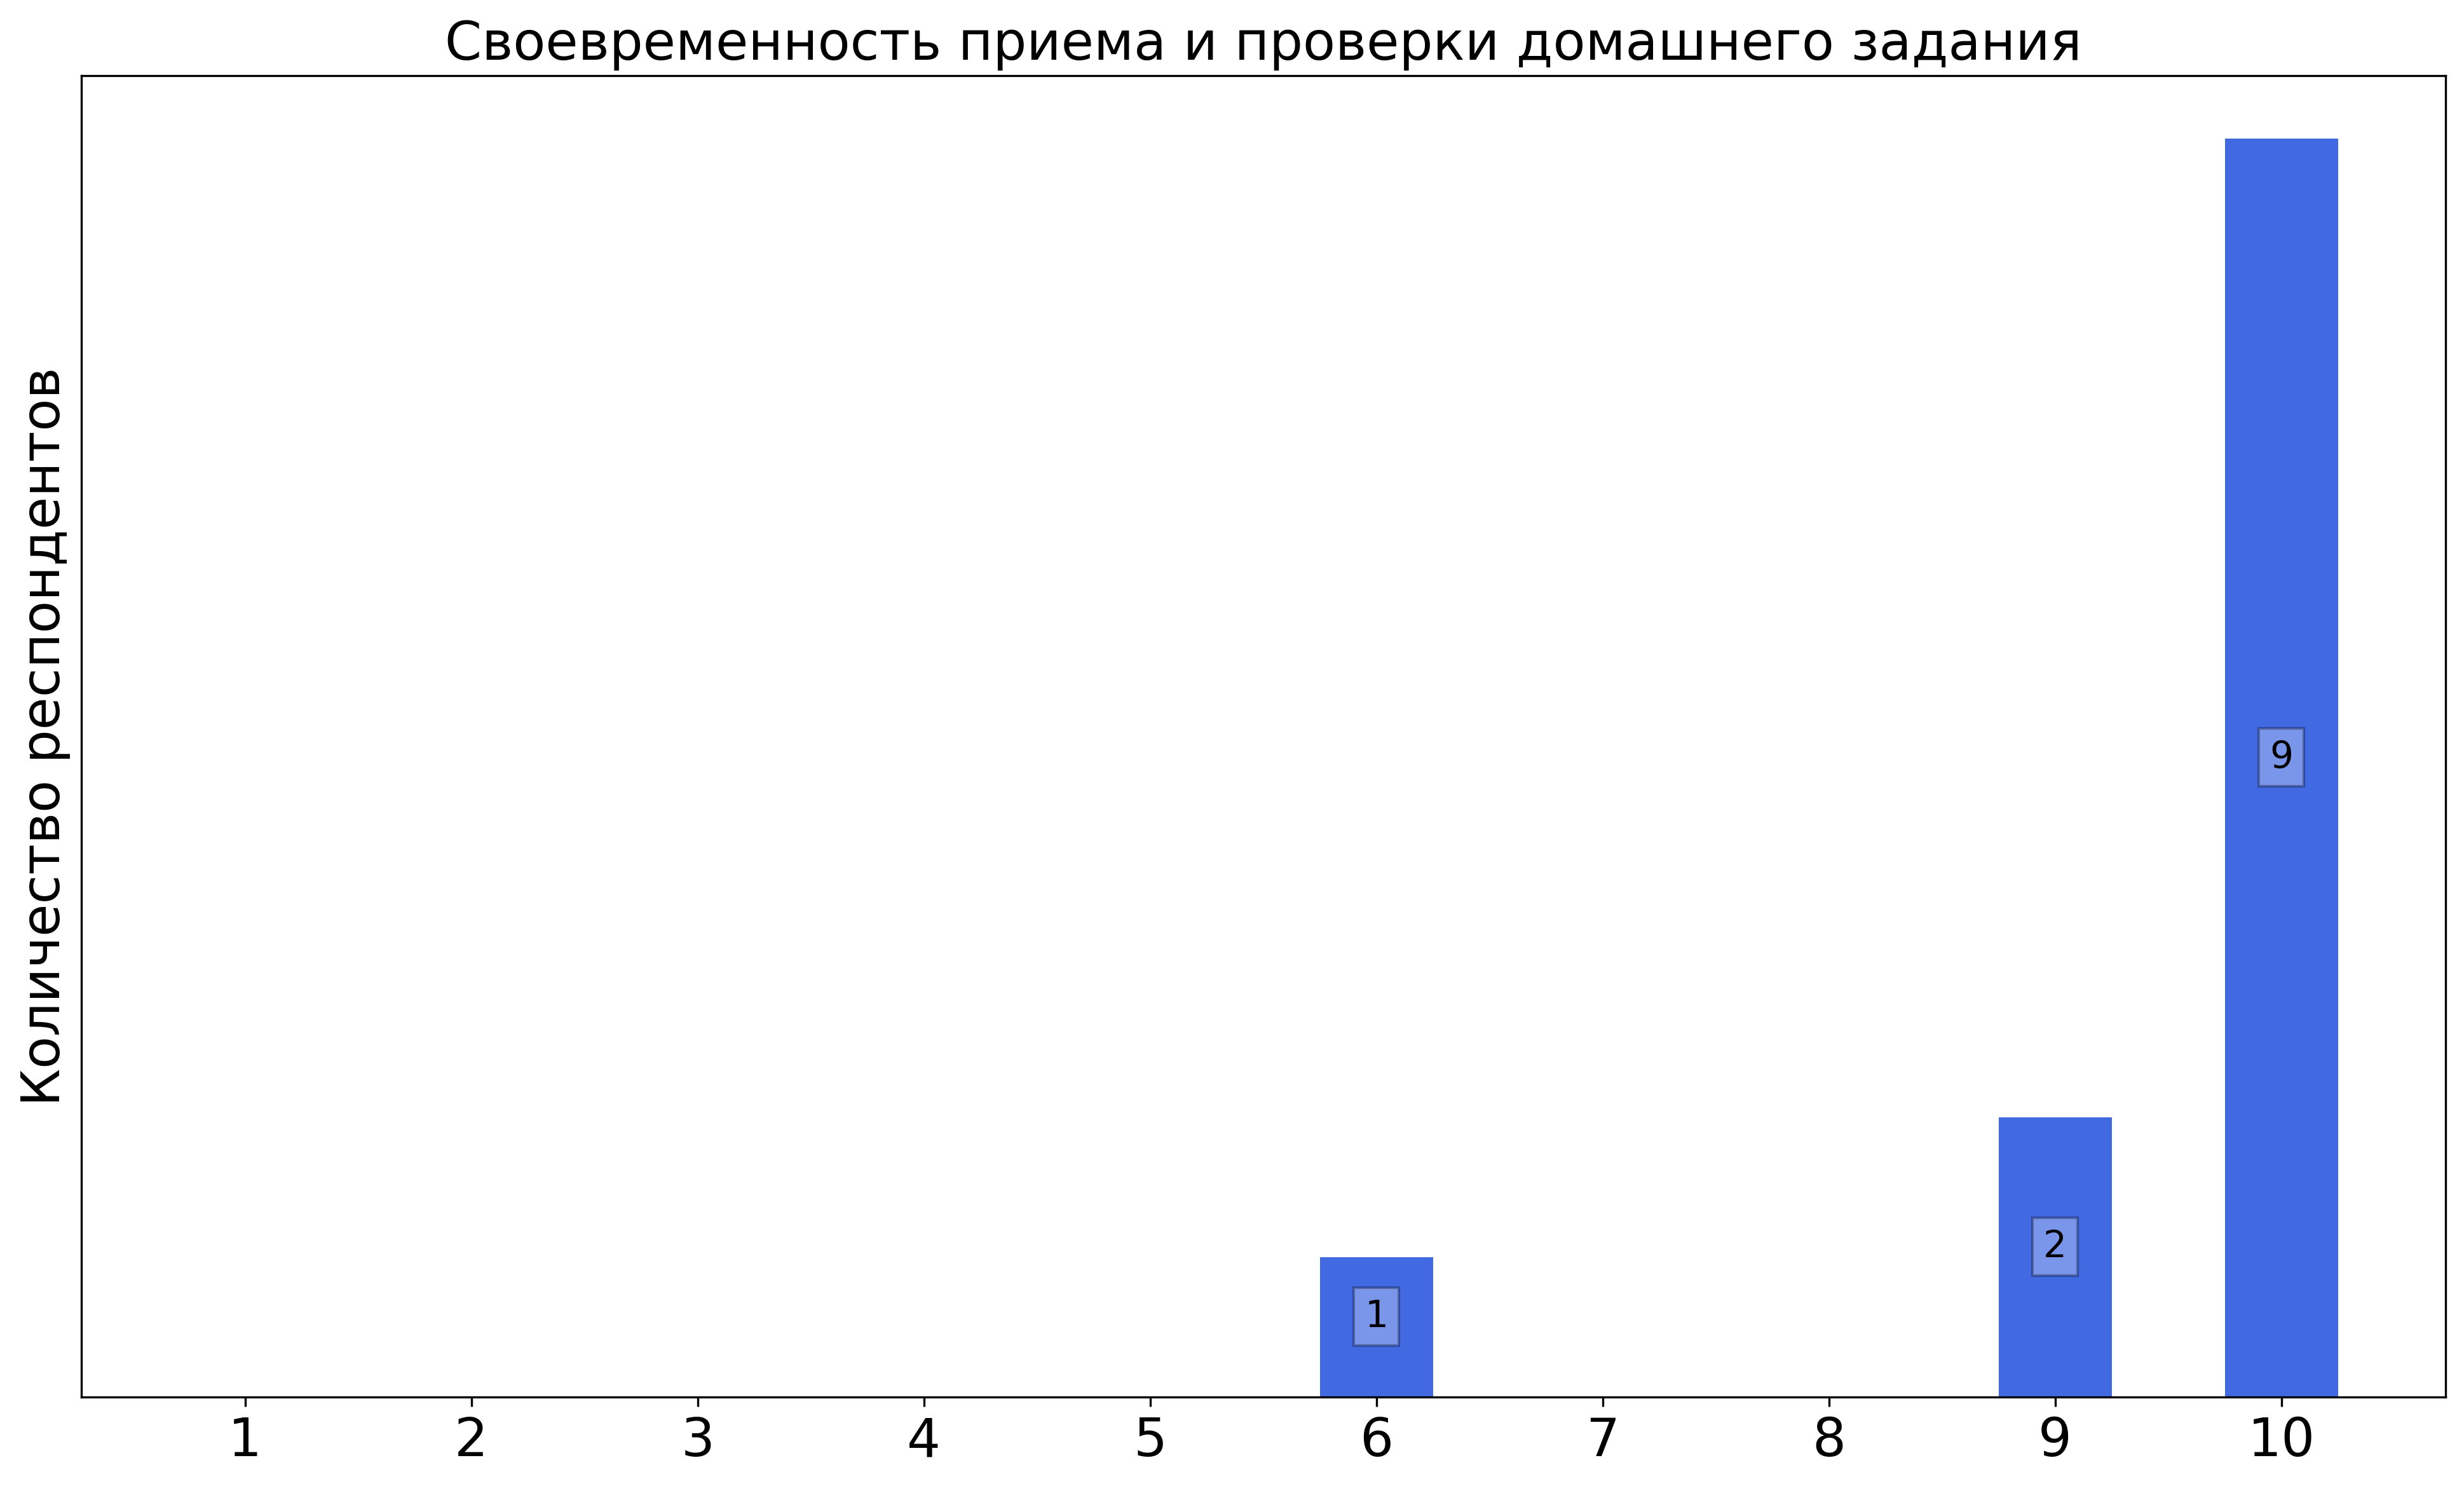 Своевременность приема и проверки домашнего задания
Количество респондентов
9
2
1
1 2 3 4 5 6 7 8 9 10